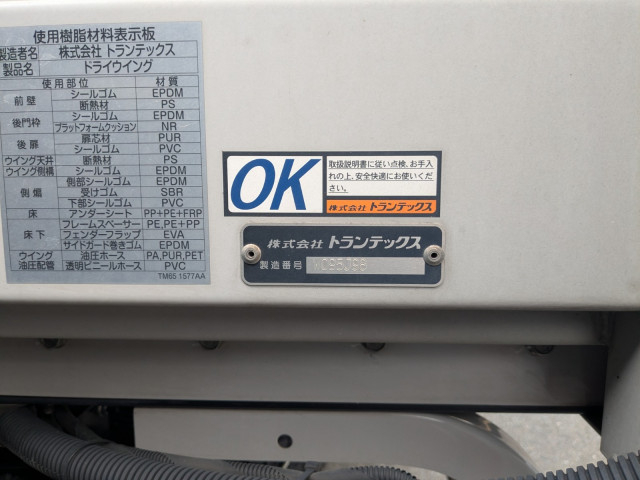 使用樹脂材料表示板
製造者名 株式会社 トランテックス
製品名 ドライウイング
使用部位 材質
前壁 シールゴム EPDM
断熱材 PS
後門枠 シールゴム EPDM
プラットフォームクッション NR
後扉 扉芯材 PUR
シールゴム PVC
ウイング天井 断熱材 PS
ウイング側構 シールゴム EPDM
側煽 側部シールゴム EPDM
受けゴム SBR
下部シールゴム PVC
床 アンダーシート PP+PE+FRP
床下 フレームスペーサー PE,PE+PP
フェンダーフラップ EVA
サイドガード巻きゴム EPDM
ウイング 油圧ホース PA,PUR,PET
油圧配管 透明ビニールホース PVC
TM65 1577AA
OK
取扱説明書に従い点検、お手入
れの上、安全快適にお使いくだ
さい。
株式会社 トランテックス
株式会社 トランテックス
製造番号